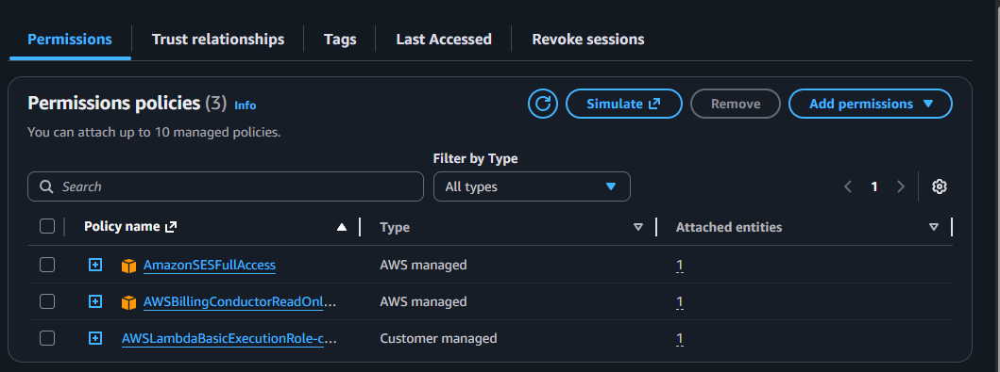 Permissions Trust relationships Tags Last Accessed Revoke sessions
Permissions policies (3) Info
Simulate Remove Add permissions
You can attach up to 10 managed policies.
Filter by Type
Search All types 1
Policy name Type Attached entities
AmazonSESFullAccess AWS managed 1
AWSBillingConductorReadOnl... AWS managed 1
AWSLambdaBasicExecutionRole-c... Customer managed 1